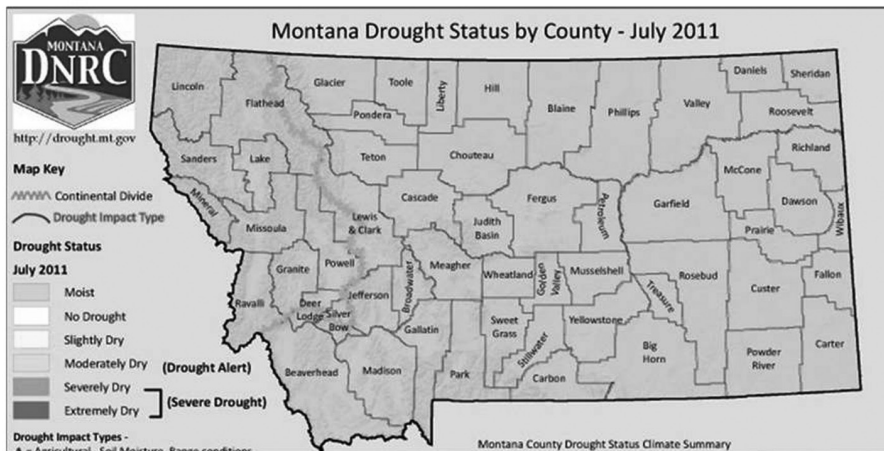 Montana Drought Status by County - July 2011
MONTANA
DNRC
http://drought.mt.gov
Map Key
Continental Divide
Drought Impact Type
Drought Status
July 2011
Moist
No Drought
Slightly Dry
Moderately Dry (Drought Alert)
Severely Dry
Extremely Dry
(Severe Drought)
Drought Impact Types -
A = Agricultural - Soil Moisture, Range conditions
Lincoln
Flathead
Glacier
Toole
Liberty
Hill
Blaine
Phillips
Valley
Daniels
Sheridan
Roosevelt
Pondera
Sanders
Lake
Teton
Chouteau
Richland
McCone
Mineral
Missoula
Lewis
& Clark
Cascade
Judith
Basin
Fergus
Petroleum
Garfield
Dawson
Prairie
Wibaux
Ravalli
Granite
Powell
Jefferson
Broadwater
Meagher
Wheatland
Golden
Valley
Musselshell
Treasure
Rosebud
Custer
Fallon
Deer
Lodge
Silver
Bow
Gallatin
Sweet
Grass
Stillwater
Yellowstone
Big
Horn
Powder
River
Carter
Beaverhead
Madison
Park
Carbon
Montana County Drought Status Climate Summary